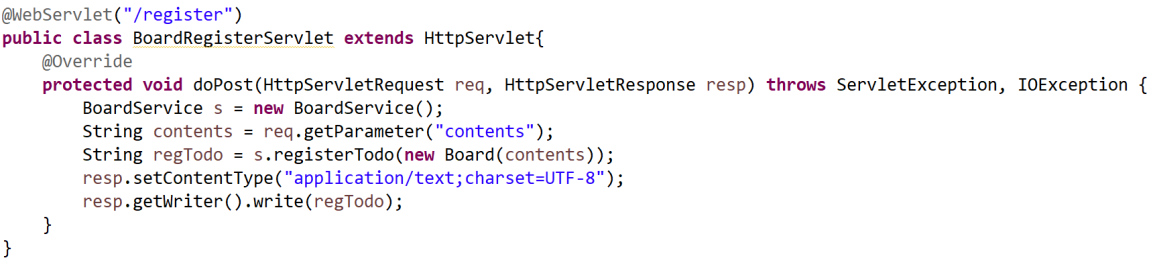 @WebServlet("/register")
public class BoardRegisterServlet extends HttpServlet{
    @Override
    protected void doPost(HttpServletRequest req, HttpServletResponse resp) throws ServletException, IOException {
        BoardService s = new BoardService();
        String contents = req.getParameter("contents");
        String regTodo = s.registerTodo(new Board(contents));
        resp.setContentType("application/text;charset=UTF-8");
        resp.getWriter().write(regTodo);
    }
}